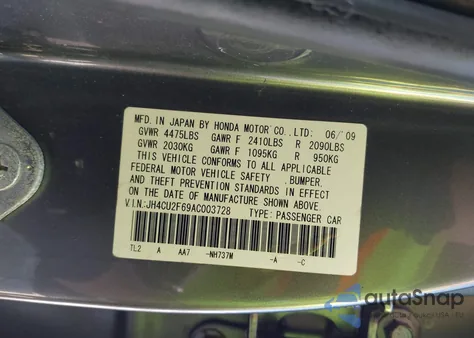 MFD. IN JAPAN BY HONDA MOTOR CO.,LTD: 06/'09
GVWR 4475LBS GAWR F 2410LBS R 2090LBS
GVWR 2030KG GAWR F 1095KG R 950KG
THIS VEHICLE CONFORMS TO ALL APPLICABLE
FEDERAL MOTOR VEHICLE SAFETY ,BUMPER,
AND THEFT PREVENTION STANDARDS IN EFFECT
ON THE DATE OF MANUFACTURE SHOWN ABOVE
V.I.N:JH4CU2F69AC003728 TYPE: PASSENGER CAR
TL2 A AA7 -NH737M -A -C
autoSnap